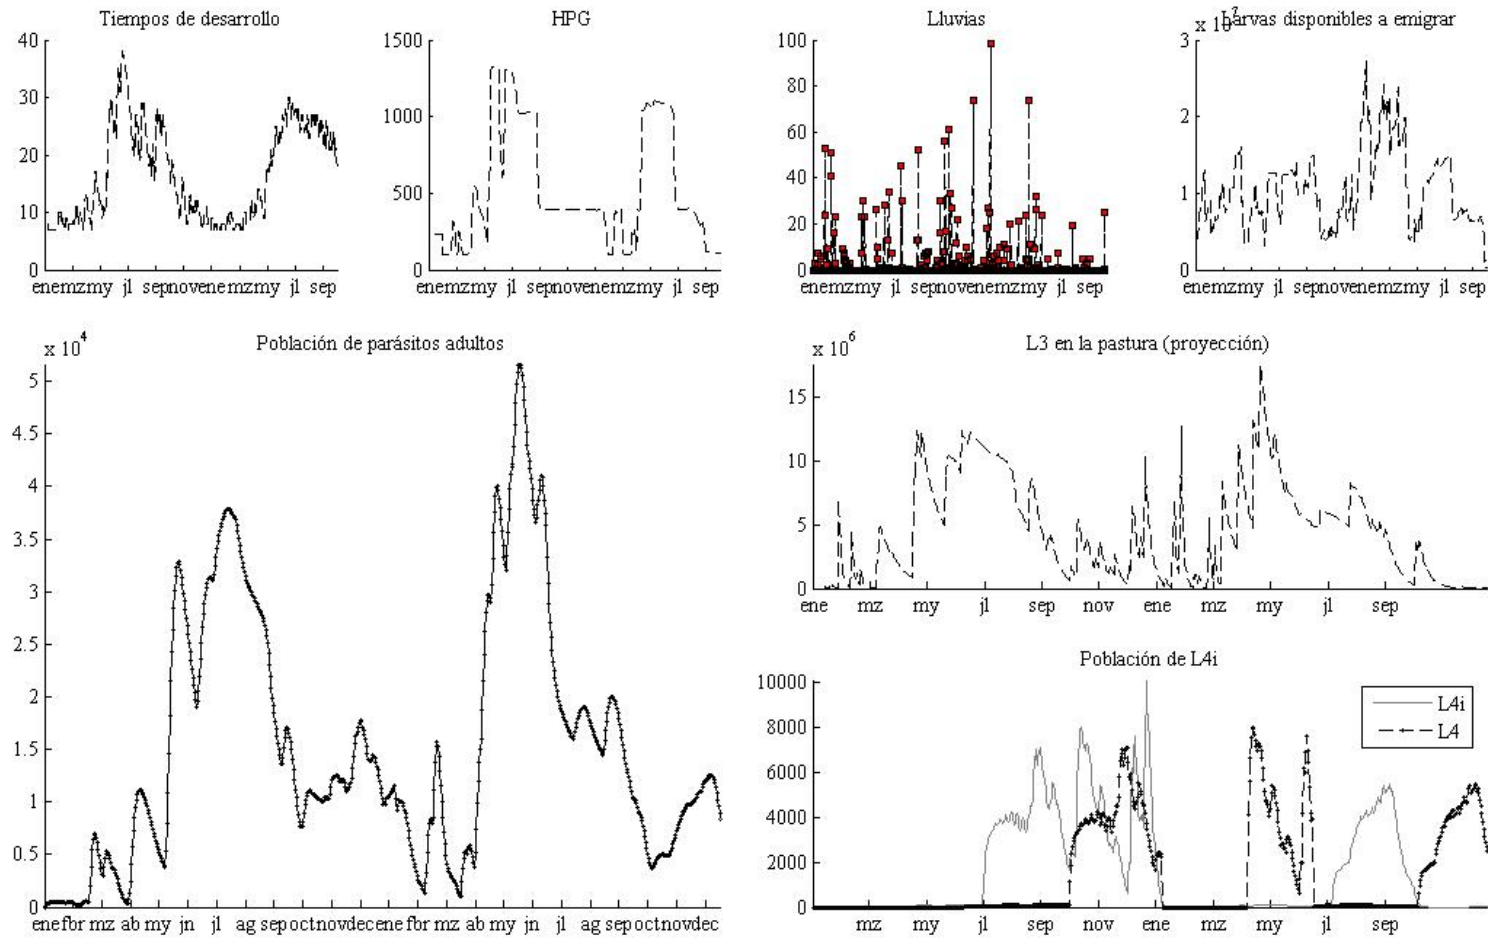 Tiempos de desarrollo
40
30
20
10
0
enemzmy jl sepnovenemzmy jl sep
HPG
1500
1000
500
0
enemzmy jl sepnovenemzmy jl sep
Lluvias
100
80
60
40
20
0
enemzmy jl sepnovenemzmy jl sep
Larvas disponibles a emigrar
x 10^7
3
2
1
0
enemzmy jl sepnovenemzmy jl sep
Población de parásitos adultos
x 10^4
5
4.5
4
3.5
3
2.5
2
1.5
1
0.5
0
ene fbr mz ab my jn jl ag sep oct nov dec ene fbr mz ab my jn jl ag sep oct nov dec
L3 en la pastura (proyección)
x 10^6
15
10
5
0
ene mz my jl sep nov ene mz my jl sep
Población de L4i
10000
8000
6000
4000
2000
0
L4i
L4
mz my jl sep nov ene mz my jl sep